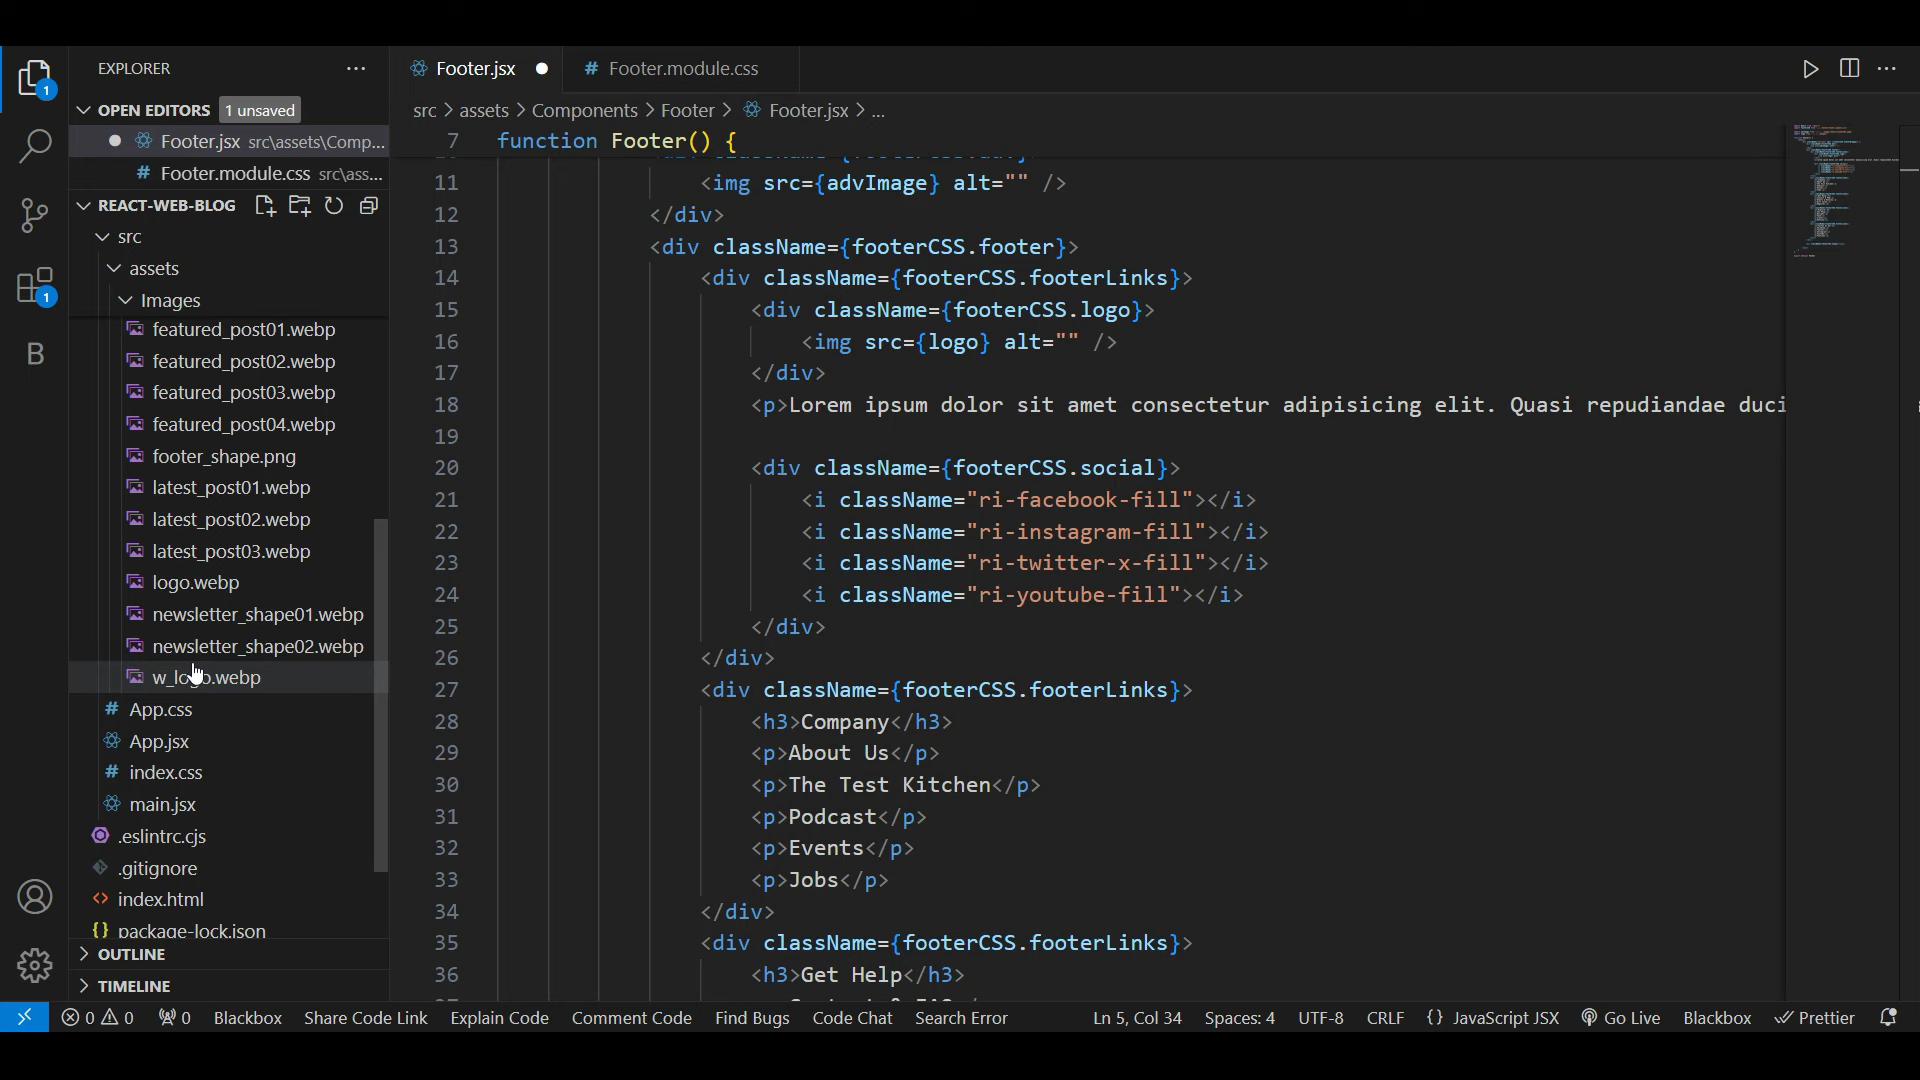 EXPLORER
OPEN EDITORS 1 unsaved
Footer.jsx src\assets\Comp...
Footer.module.css src\ass...
REACT-WEB-BLOG
src
assets
Images
featured_post01.webp
featured_post02.webp
featured_post03.webp
featured_post04.webp
footer_shape.png
latest_post01.webp
latest_post02.webp
latest_post03.webp
logo.webp
newsletter_shape01.webp
newsletter_shape02.webp
w_logo.webp
App.css
App.jsx
index.css
main.jsx
.eslintrc.cjs
.gitignore
index.html
package-lock.json
OUTLINE
TIMELINE
Footer.jsx Footer.module.css
src > assets > Components > Footer > Footer.jsx > ...
7 function Footer() {
11 <img src={advImage} alt="" />
12 </div>
13 <div className={footerCSS.footer}>
14 <div className={footerCSS.footerLinks}>
15 <div className={footerCSS.logo}>
16 <img src={logo} alt="" />
17 </div>
18 <p>Lorem ipsum dolor sit amet consectetur adipisicing elit. Quasi repudiandae duci
19
20 <div className={footerCSS.social}>
21 <i className="ri-facebook-fill"></i>
22 <i className="ri-instagram-fill"></i>
23 <i className="ri-twitter-x-fill"></i>
24 <i className="ri-youtube-fill"></i>
25 </div>
26 </div>
27 <div className={footerCSS.footerLinks}>
28 <h3>Company</h3>
29 <p>About Us</p>
30 <p>The Test Kitchen</p>
31 <p>Podcast</p>
32 <p>Events</p>
33 <p>Jobs</p>
34 </div>
35 <div className={footerCSS.footerLinks}>
36 <h3>Get Help</h3>
0 0 0 Blackbox Share Code Link Explain Code Comment Code Find Bugs Code Chat Search Error Ln 5, Col 34 Spaces: 4 UTF-8 CRLF {} JavaScript JSX Go Live Blackbox Prettier